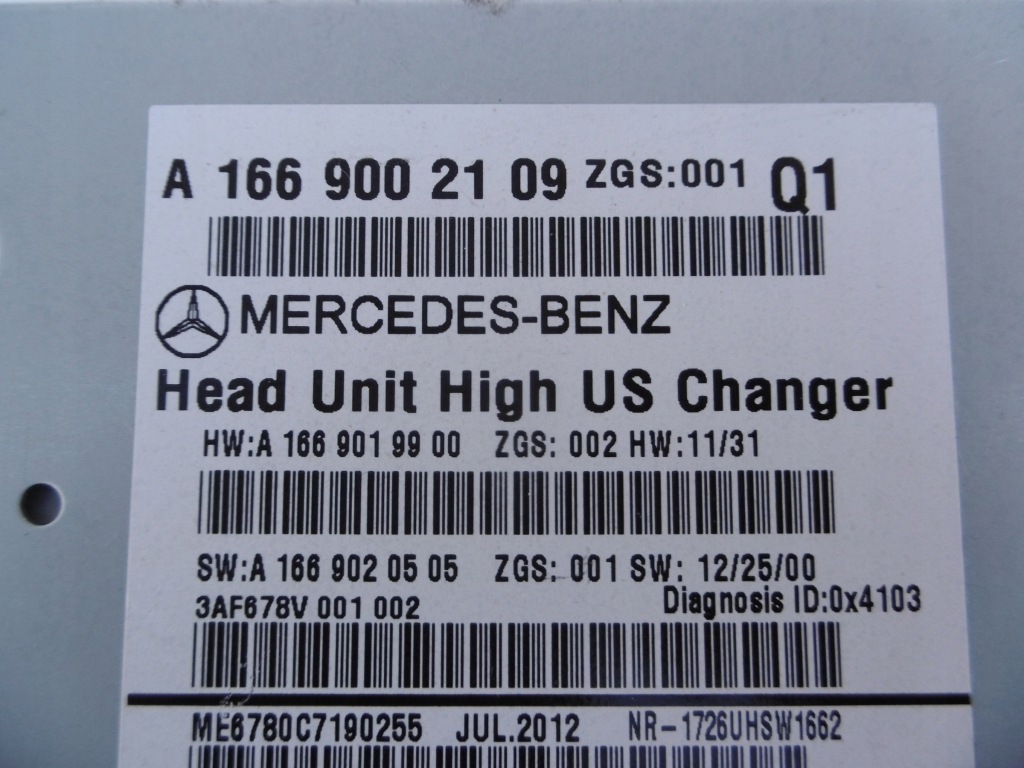 A 166 900 21 09 ZGS:001 Q1
MERCEDES-BENZ
Head Unit High US Changer
HW:A 166 901 99 00 ZGS: 002 HW:11/31
SW:A 166 902 05 05 ZGS: 001 SW: 12/25/00
3AF678V 001 002 Diagnosis ID:0x4103
ME6780C7190255 JUL.2012 NR-1726UHSW1662